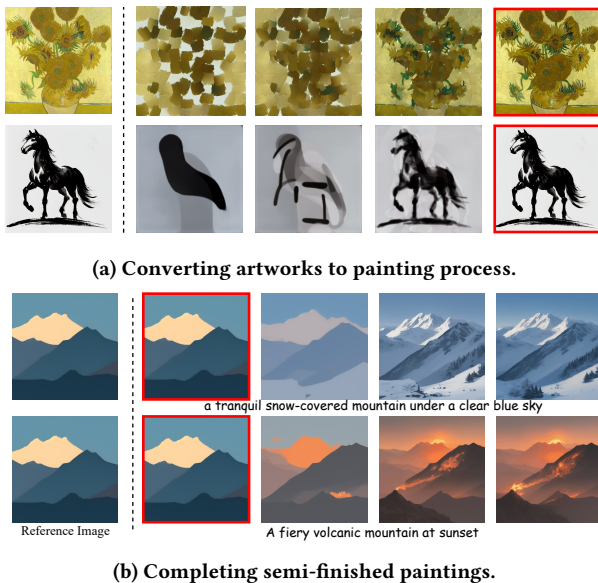 (a) Converting artworks to painting process.
a tranquil snow-covered mountain under a clear blue sky
Reference Image
A fiery volcanic mountain at sunset
(b) Completing semi-finished paintings.